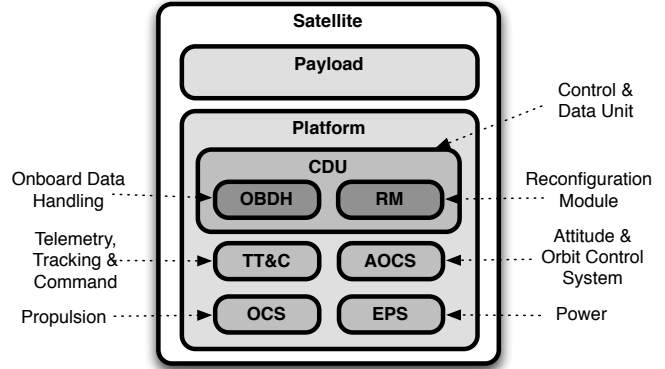 Satellite
Payload
Control &
Data Unit
Platform
CDU
Onboard Data
Handling
OBDH
RM
Reconfiguration
Module
Telemetry,
Tracking &
Command
TT&C
AOCS
Attitude &
Orbit Control
System
Propulsion
OCS
EPS
Power